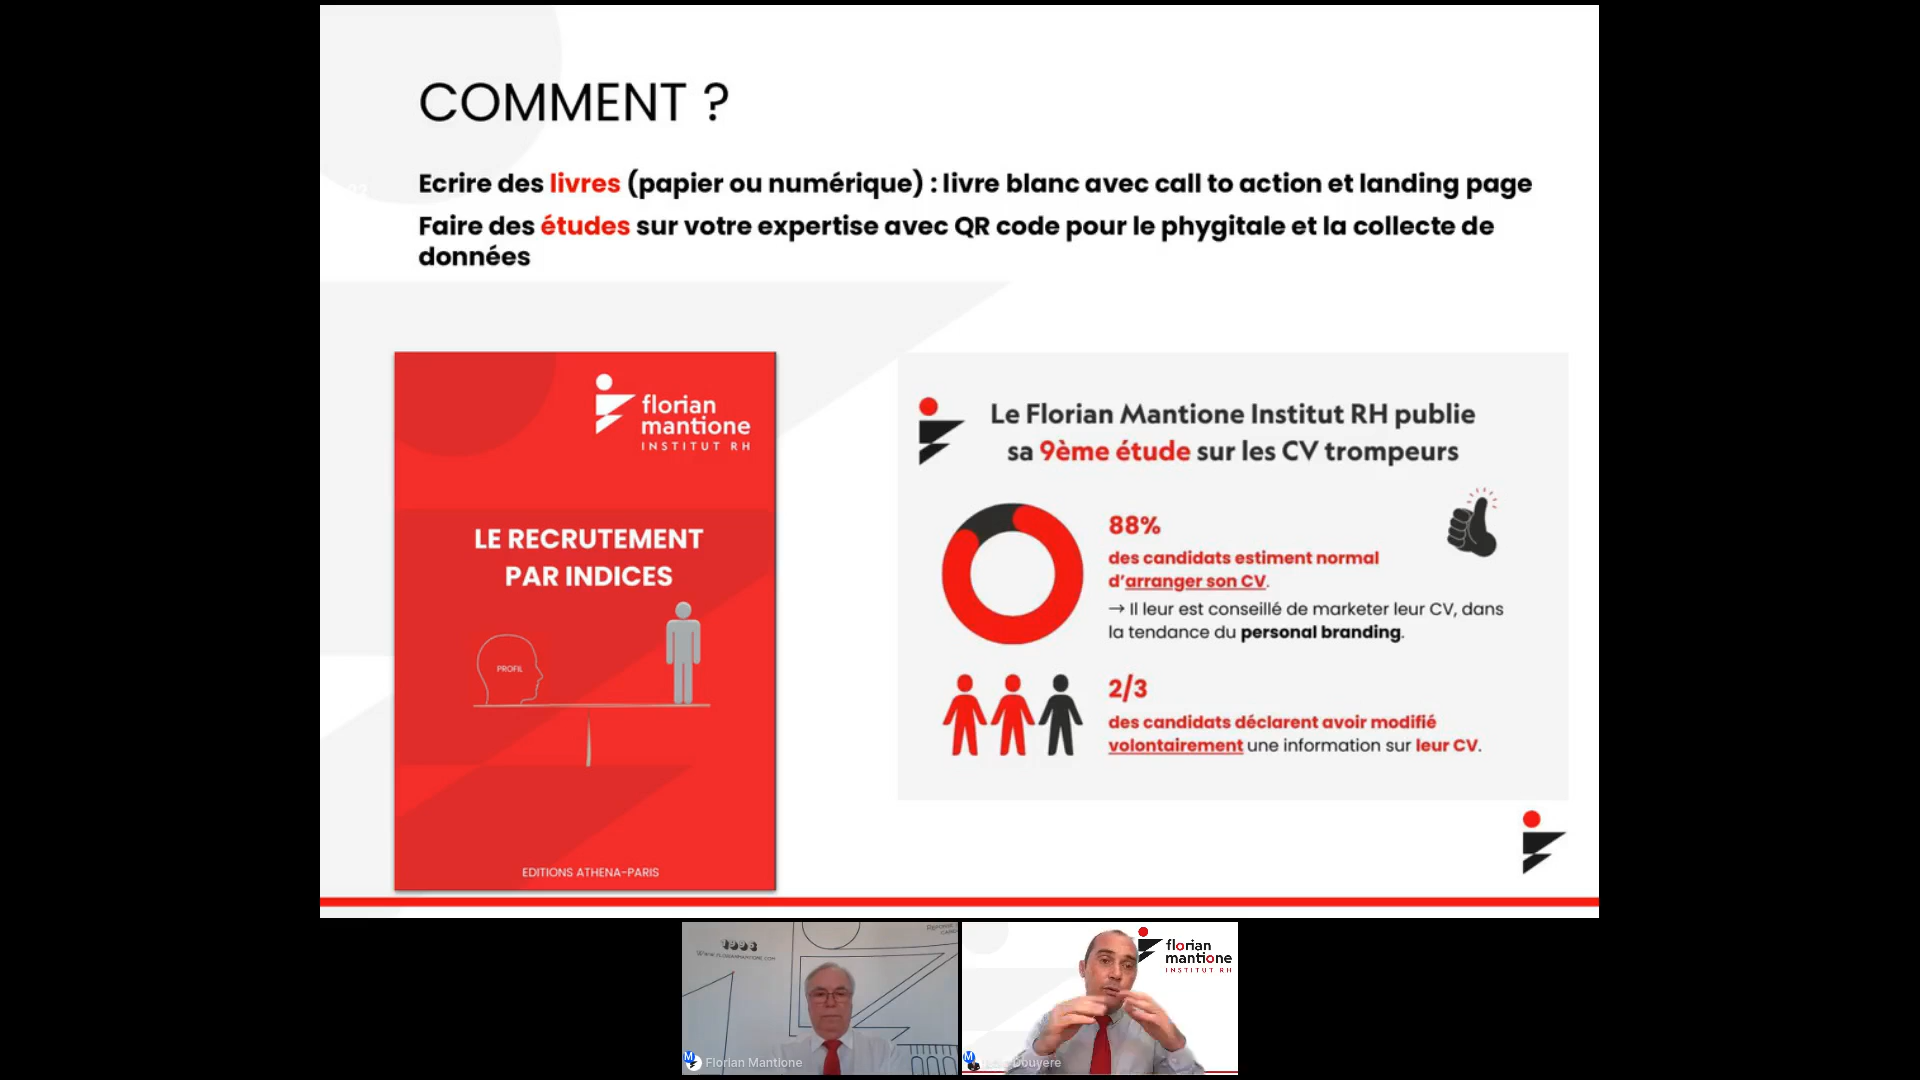 COMMENT ?
Ecrire des livres (papier ou numérique) : livre blanc avec call to action et landing page
Faire des études sur votre expertise avec QR code pour le phygitale et la collecte de
données
florian
mantione
INSTITUT RH
LE RECRUTEMENT
PAR INDICES
PROFIL
EDITIONS ATHENA-PARIS
Le Florian Mantione Institut RH publie
sa 9ème étude sur les CV trompeurs
88%
des candidats estiment normal
d'arranger son CV.
→ Il leur est conseillé de marketer leur CV, dans
la tendance du personal branding.
2/3
des candidats déclarent avoir modifié
volontairement une information sur leur CV.
1996
www.florianmantione.com
Florian Mantione
florian
mantione
INSTITUT RH
Douyere